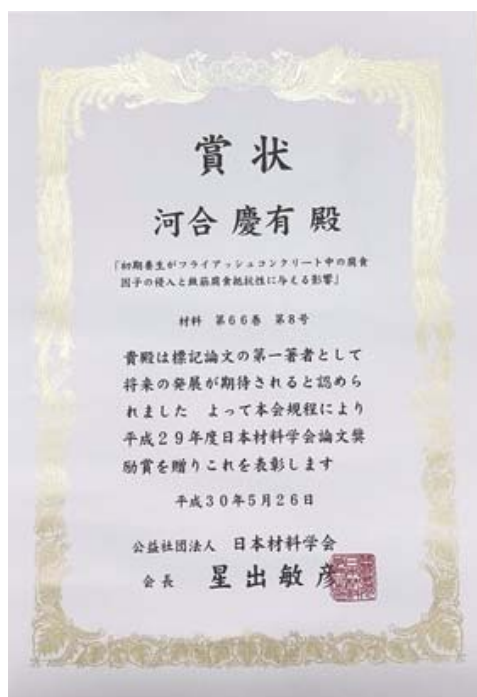 賞状
河合 慶有 殿
「初期養生がフライアッシュコンクリート中の腐食
因子の侵入と鉄筋腐食抵抗性に与える影響」
材料 第66巻 第8号
貴殿は標記論文の第一著者として
将来の発展が期待されると認めら
れました よって本会規程により
平成29年度日本材料学会論文奨
励賞を贈りこれを表彰します
平成30年5月26日
公益社団法人 日本材料学会
会長 星出敏彦